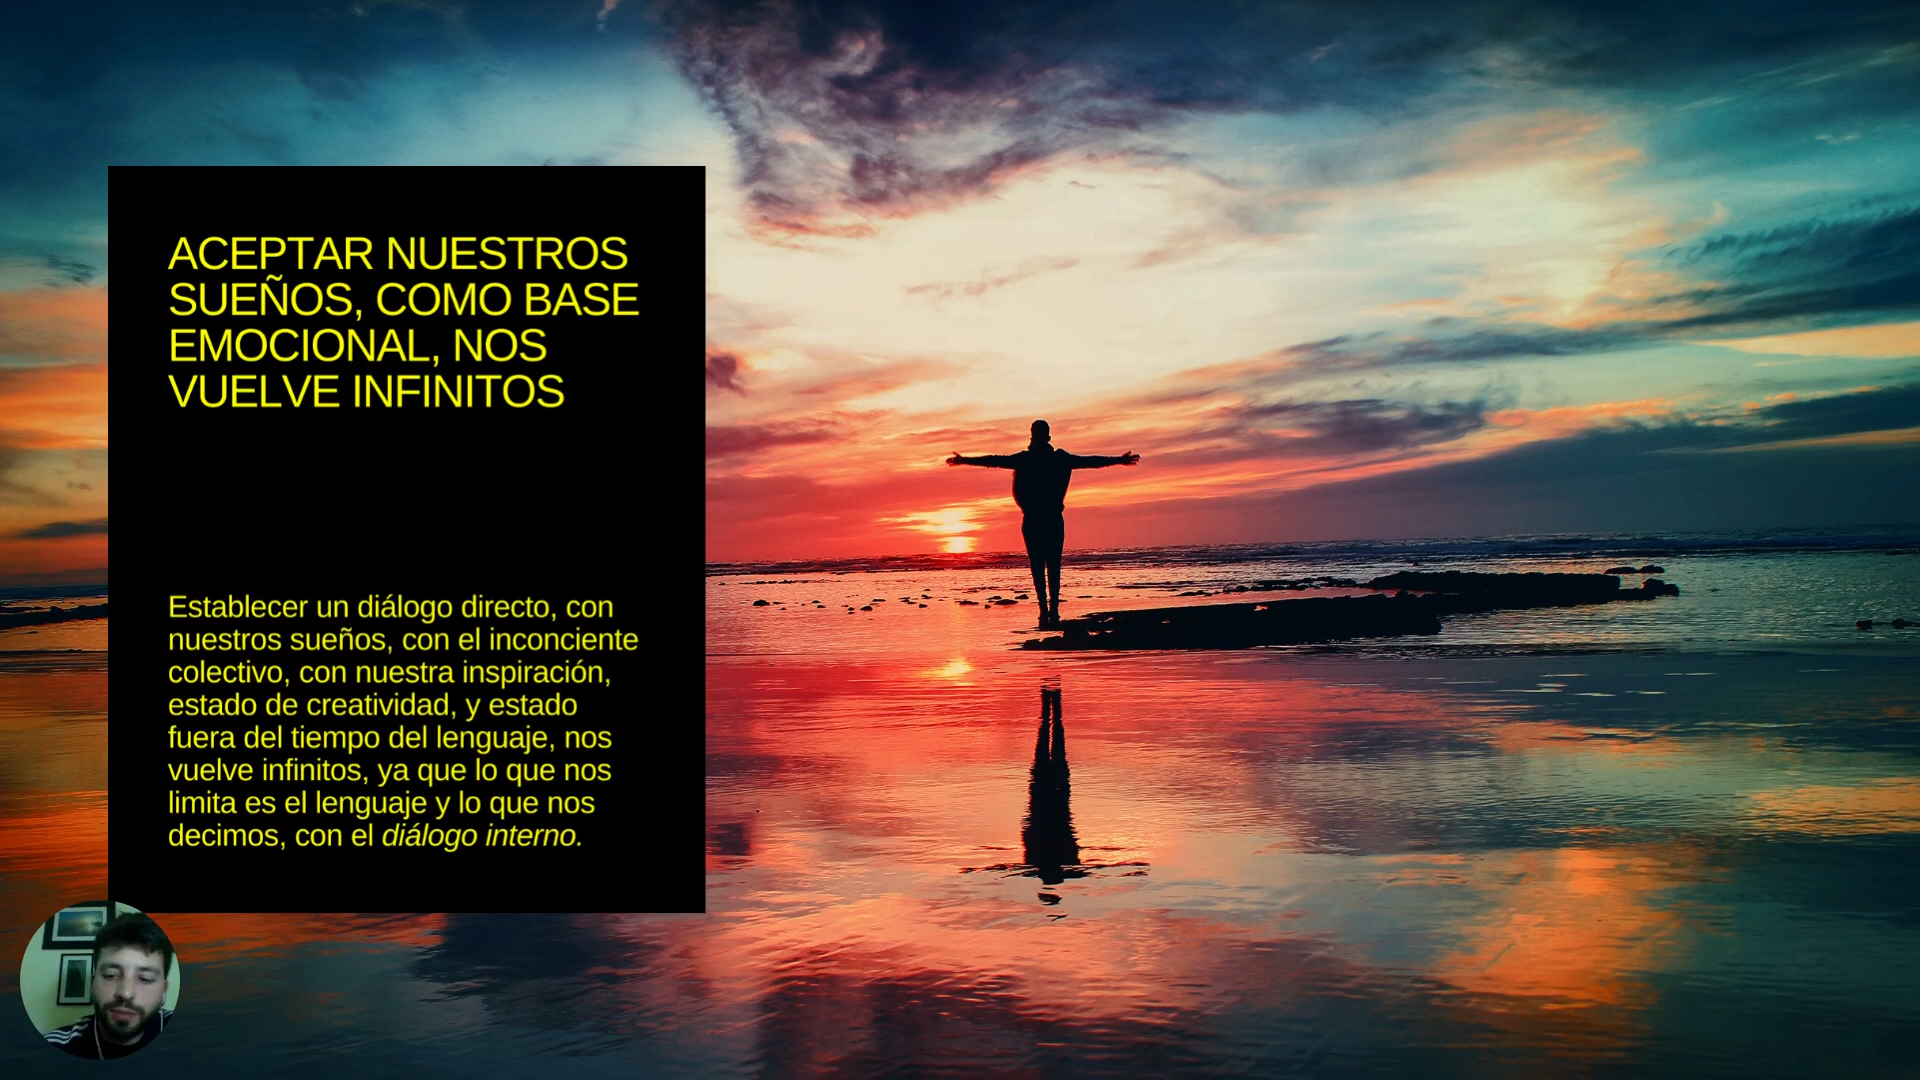 ACEPTAR NUESTROS
SUEÑOS, COMO BASE
EMOCIONAL, NOS
VUELVE INFINITOS
Establecer un diálogo directo, con
nuestros sueños, con el inconciente
colectivo, con nuestra inspiración,
estado de creatividad, y estado
fuera del tiempo del lenguaje, nos
vuelve infinitos, ya que lo que nos
limita es el lenguaje y lo que nos
decimos, con el diálogo interno.